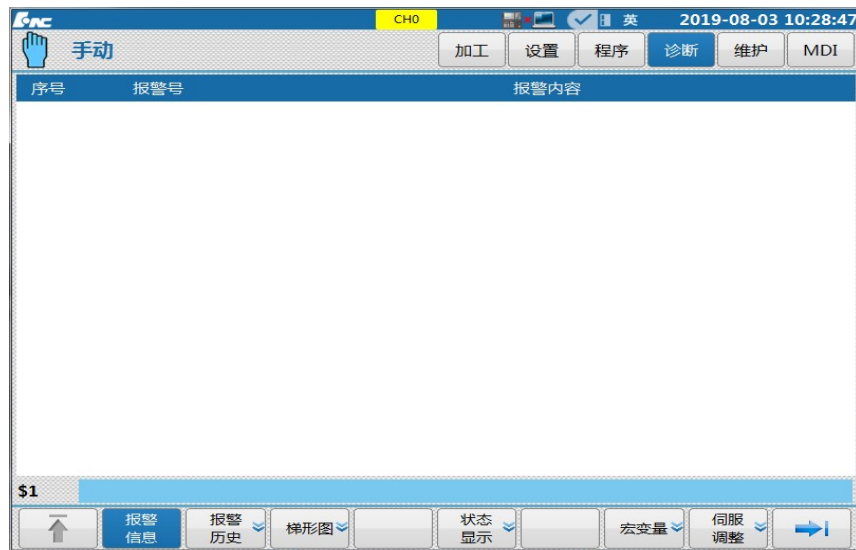 HNC CH0 英 2019-08-03 10:28:47
手动 加工 设置 程序 诊断 维护 MDI
序号 报警号 报警内容
$1
报警 报警 梯形图 状态 宏变量 伺服
信息 历史 显示 调整